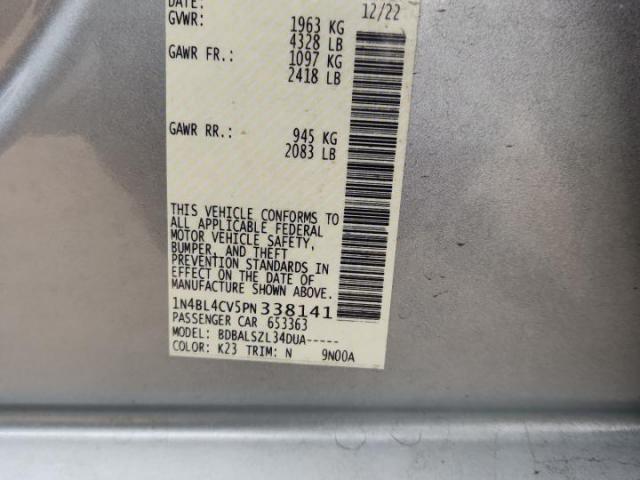 DATE: 12/22
GVWR: 1963 KG
4328 LB
GAWR FR.: 1097 KG
2418 LB
GAWR RR.: 945 KG
2083 LB
THIS VEHICLE CONFORMS TO
ALL APPLICABLE FEDERAL
MOTOR VEHICLE SAFETY,
BUMPER, AND THEFT
PREVENTION STANDARDS IN
EFFECT ON THE DATE OF
MANUFACTURE SHOWN ABOVE.
1N4BL4CV5PN338141
PASSENGER CAR 653363
MODEL: BDBALSZL34DUA-----
COLOR: K23 TRIM: N 9N00A